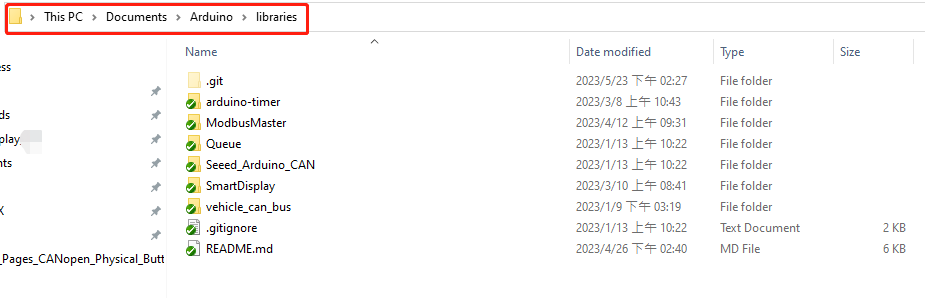 This PC > Documents > Arduino > libraries
Name Date modified Type Size
.git 2023/5/23 下午 02:27 File folder
ess
arduino-timer 2023/3/8 上午 10:43 File folder
ModbusMaster 2023/4/12 上午 09:31 File folder
ds
Queue 2023/1/13 上午 10:22 File folder
play_
Seeed_Arduino_CAN 2023/1/13 上午 10:22 File folder
nts
SmartDisplay 2023/3/10 上午 08:41 File folder
X
vehicle_can_bus 2023/1/9 下午 03:19 File folder
.gitignore 2023/1/13 上午 10:22 Text Document 2 KB
README.md 2023/4/26 下午 02:40 MD File 6 KB
_Pages_CANopen_Physical_Butt